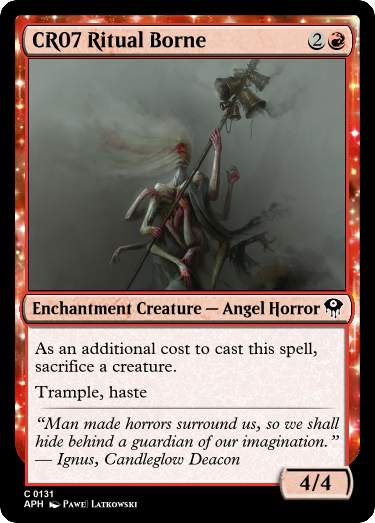 CR07 Ritual Borne 2
Enchantment Creature — Angel Horror
As an additional cost to cast this spell,
sacrifice a creature.
Trample, haste
“Man made horrors surround us, so we shall
hide behind a guardian of our imagination.”
— Ignus, Candleglow Deacon
4/4
C 0131
APH Paweł Latkowski